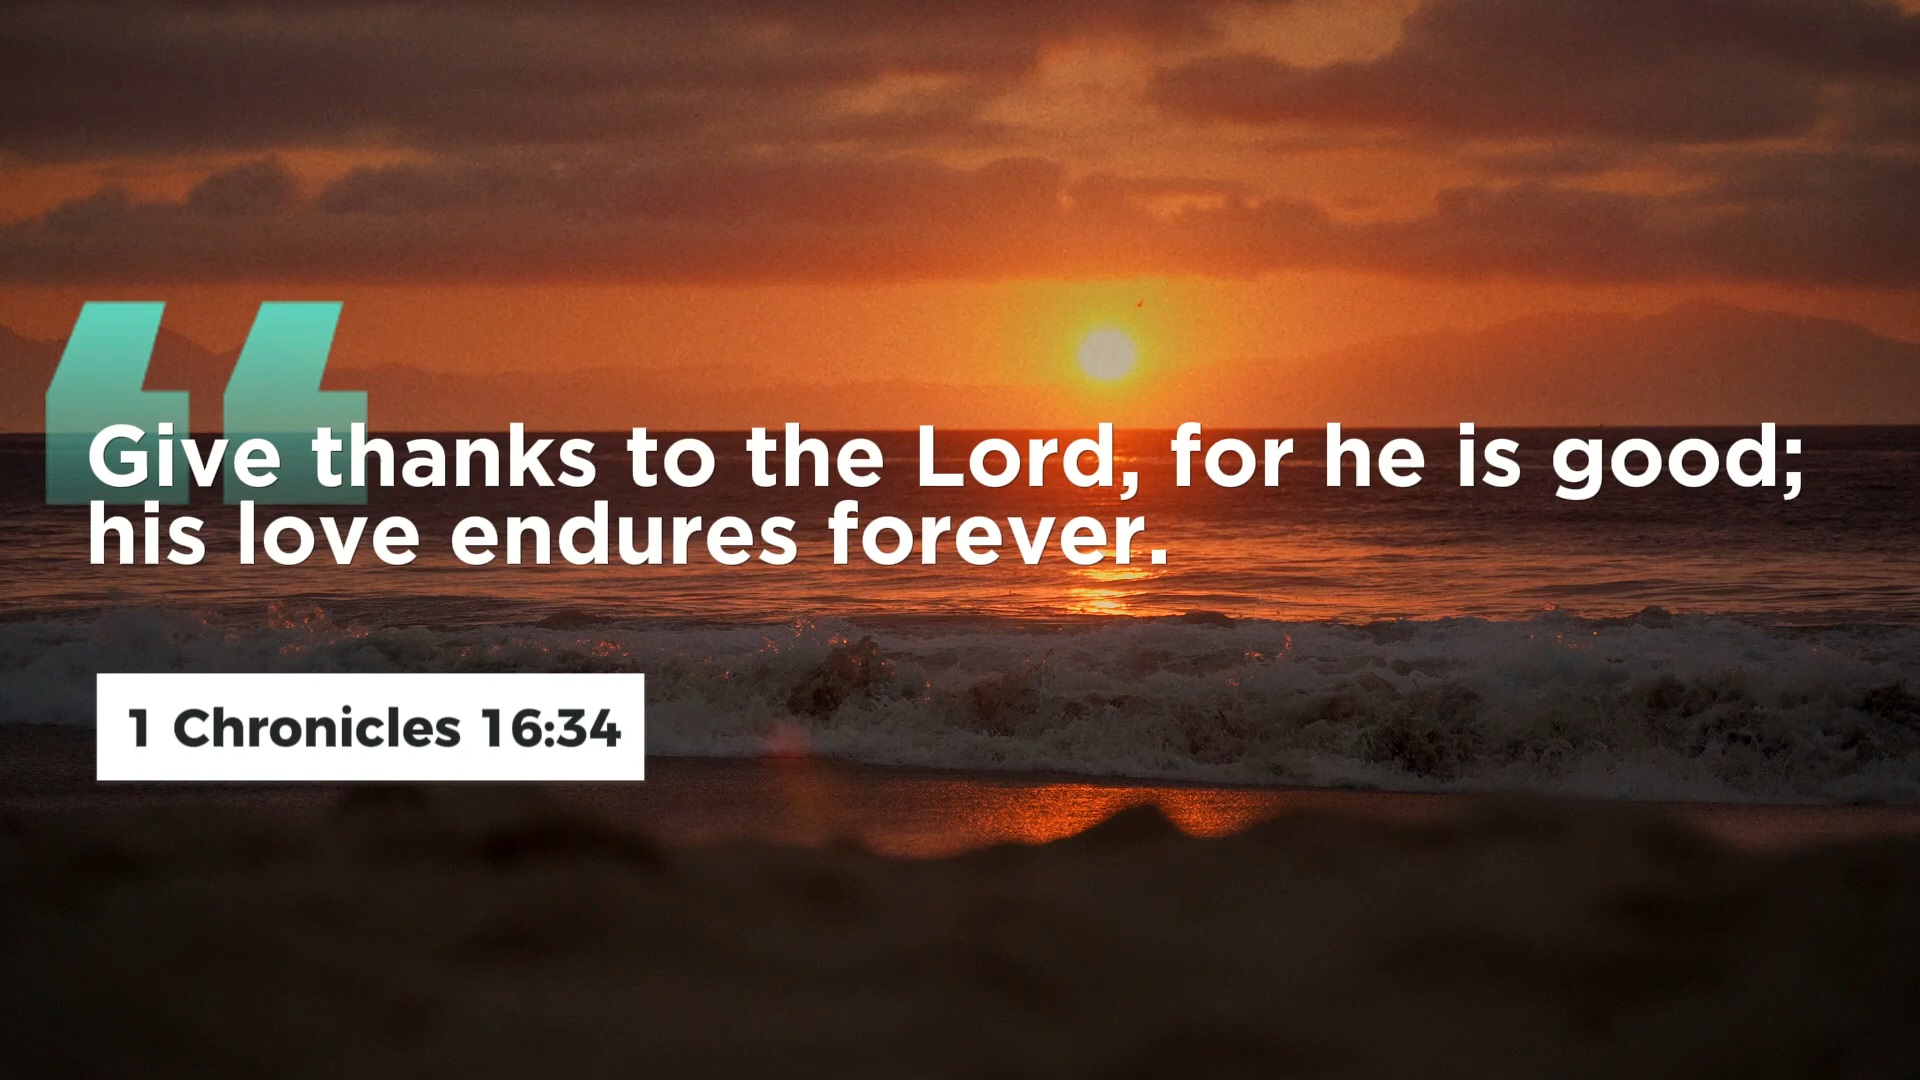 Give thanks to the Lord, for he is good;
his love endures forever.
1 Chronicles 16:34